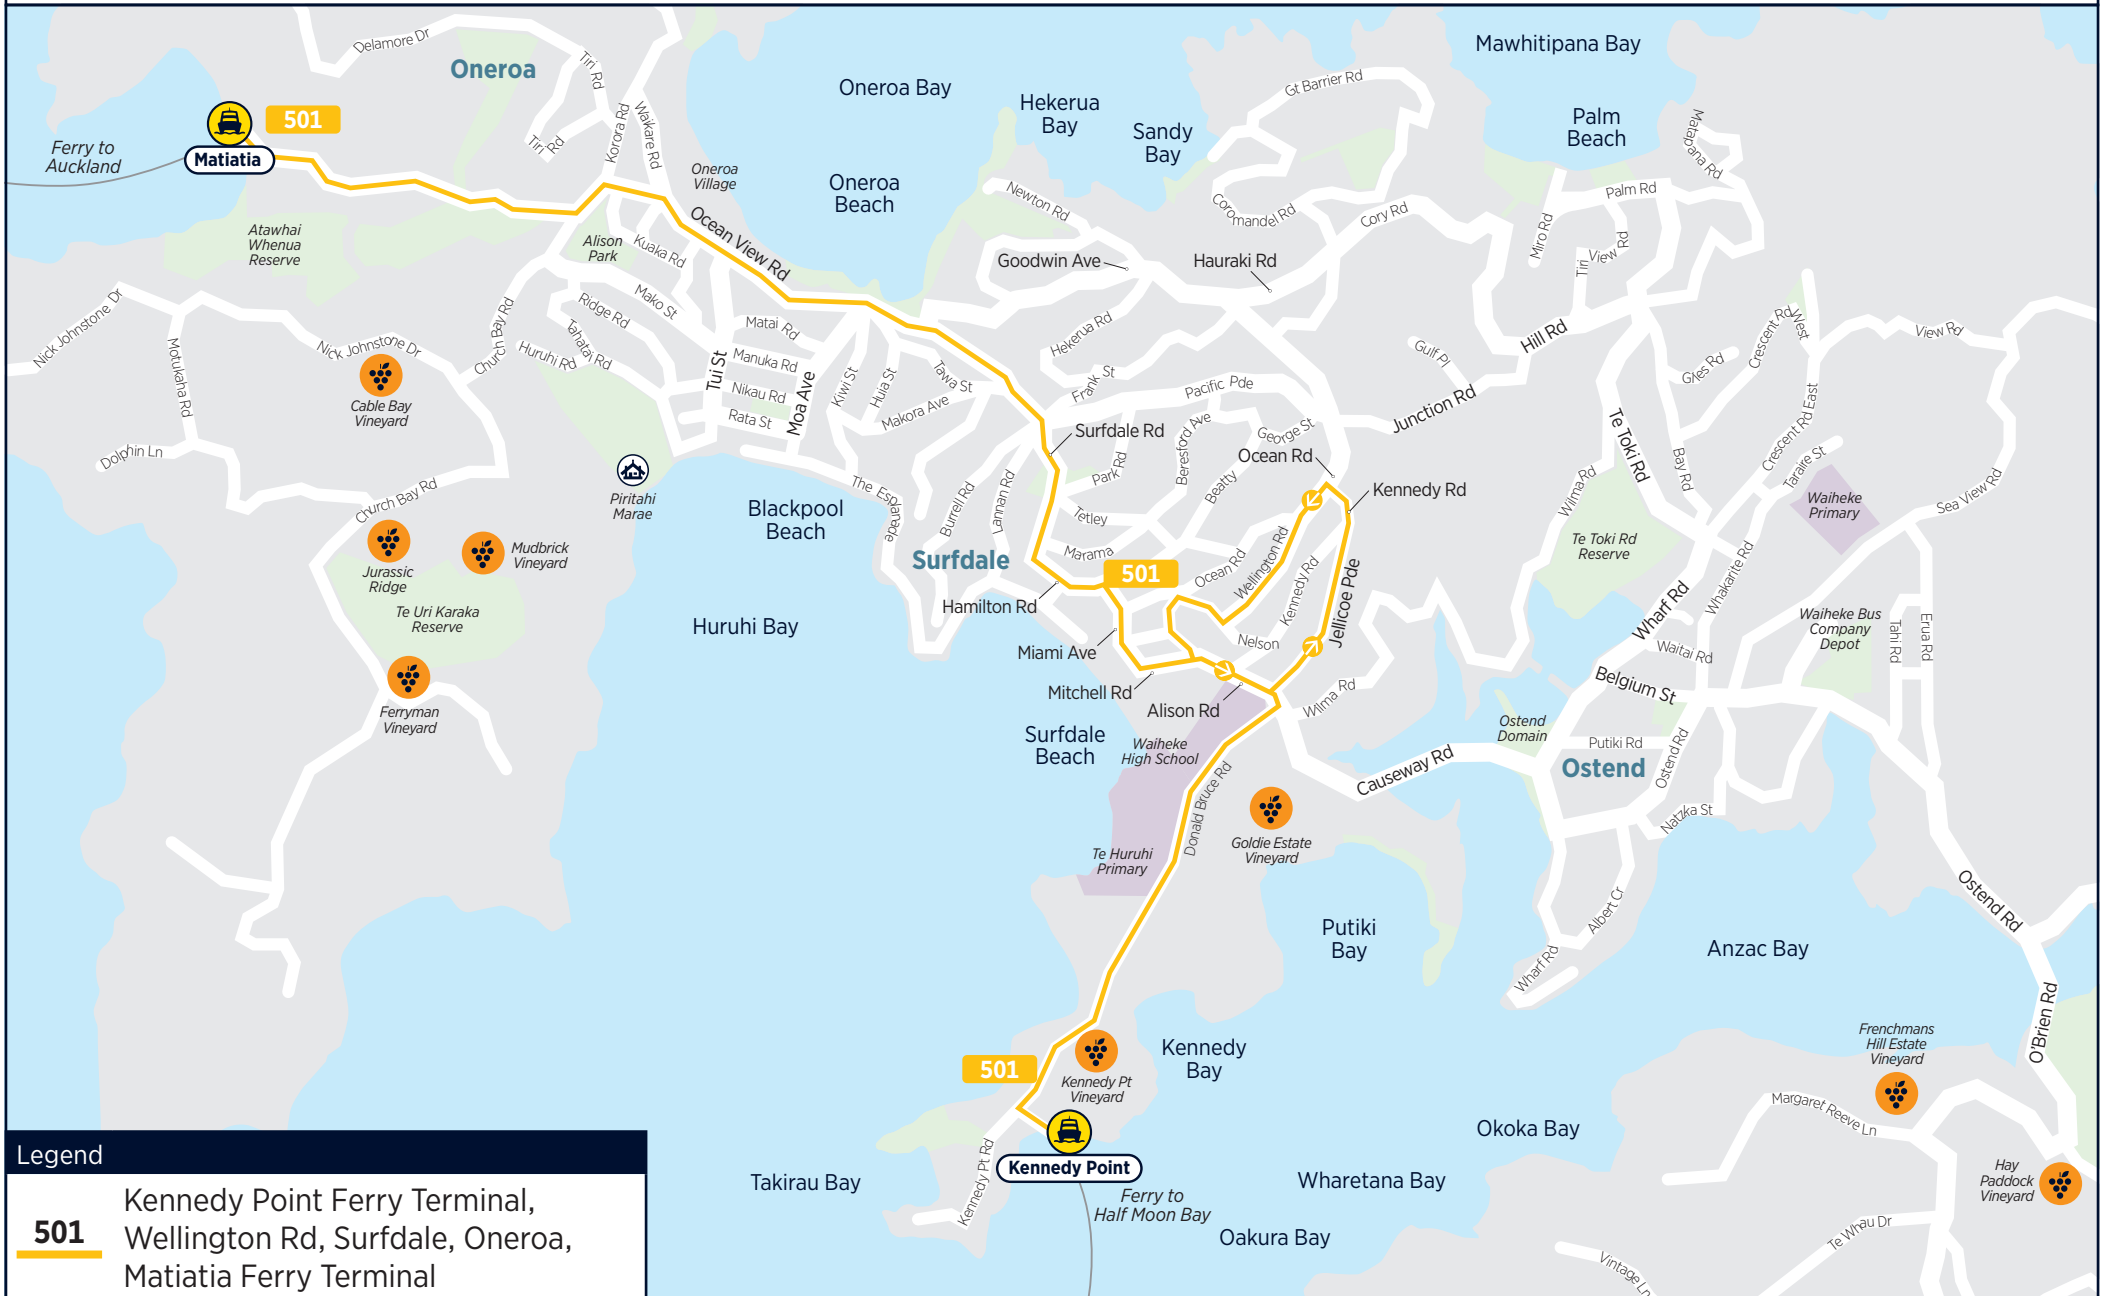 Delamore Dr
Oneroa
Tiri Rd
Mawhitipana Bay
Oneroa Bay
Gt Barrier Rd
Hekerua
Bay
Sandy
Bay
Palm
Beach
Matapana Rd
501
Matiatia
Ferry to
Auckland
Tiri Rd
Korora Rd
Waikare Rd
Oneroa
Village
Oneroa
Beach
Newton Rd
Coromandel Rd
Cory Rd
Palm Rd
Miro Rd
Tiri View Rd
Atawhai
Whenua
Reserve
Alison
Park
Kuaka Rd
Ocean View Rd
Goodwin Ave
Hauraki Rd
Nick Johnstone Dr
Church Bay Rd
Ridge Rd
Mako St
Tahatai Rd
Huruhi Rd
Motukaha Rd
Nick Johnstone Dr
Cable Bay
Vineyard
Matai Rd
Manuka Rd
Nikau Rd
Rata St
Tui St
Moa Ave
Kiwi St
Huia St
Tawa St
Makora Ave
Hekerua Rd
Frank St
Pacific Pde
Gulf Pl
Hill Rd
Junction Rd
Giles Rd
Crescent Rd West
View Rd
Te Toki Rd
Bay Rd
Crescent Rd East
Taraire St
Dolphin Ln
Church Bay Rd
Piritahi
Marae
Blackpool
Beach
The Esplanade
Burrell Rd
Lannan Rd
Surfdale Rd
Park Rd
Beresford Ave
Beatty
George St
Ocean Rd
Kennedy Rd
Tetley
Marama
Wilma Rd
Waiheke
Primary
Sea View Rd
Te Toki Rd
Reserve
Jurassic
Ridge
Mudbrick
Vineyard
Te Uri Karaka
Reserve
Surfdale
501
Ocean Rd
Wellington Rd
Kennedy Rd
Jellicoe Pde
Hamilton Rd
Huruhi Bay
Miami Ave
Nelson
Mitchell Rd
Alison Rd
Wilma Rd
Whakarite Rd
Wharf Rd
Waitai Rd
Belgium St
Waiheke Bus
Company
Depot
Tahi Rd
Erua Rd
Ferryman
Vineyard
Surfdale
Beach
Waiheke
High School
Donald Bruce Rd
Causeway Rd
Ostend
Domain
Putiki Rd
Ostend
Ostend Rd
Natzka St
Te Huruhi
Primary
Goldie Estate
Vineyard
Putiki
Bay
Albert Cr
Wharf Rd
Anzac Bay
Ostend Rd
O'Brien Rd
Kennedy
Bay
501
Kennedy Pt
Vineyard
Kennedy Point
Kennedy Pt Rd
Ferry to
Half Moon Bay
Takirau Bay
Okoka Bay
Wharetana Bay
Oakura Bay
Frenchmans
Hill Estate
Vineyard
Margaret Reeve Ln
Hay
Paddock
Vineyard
Te Whau Dr
Vintage Ln
Legend
501
Kennedy Point Ferry Terminal,
Wellington Rd, Surfdale, Oneroa,
Matiatia Ferry Terminal